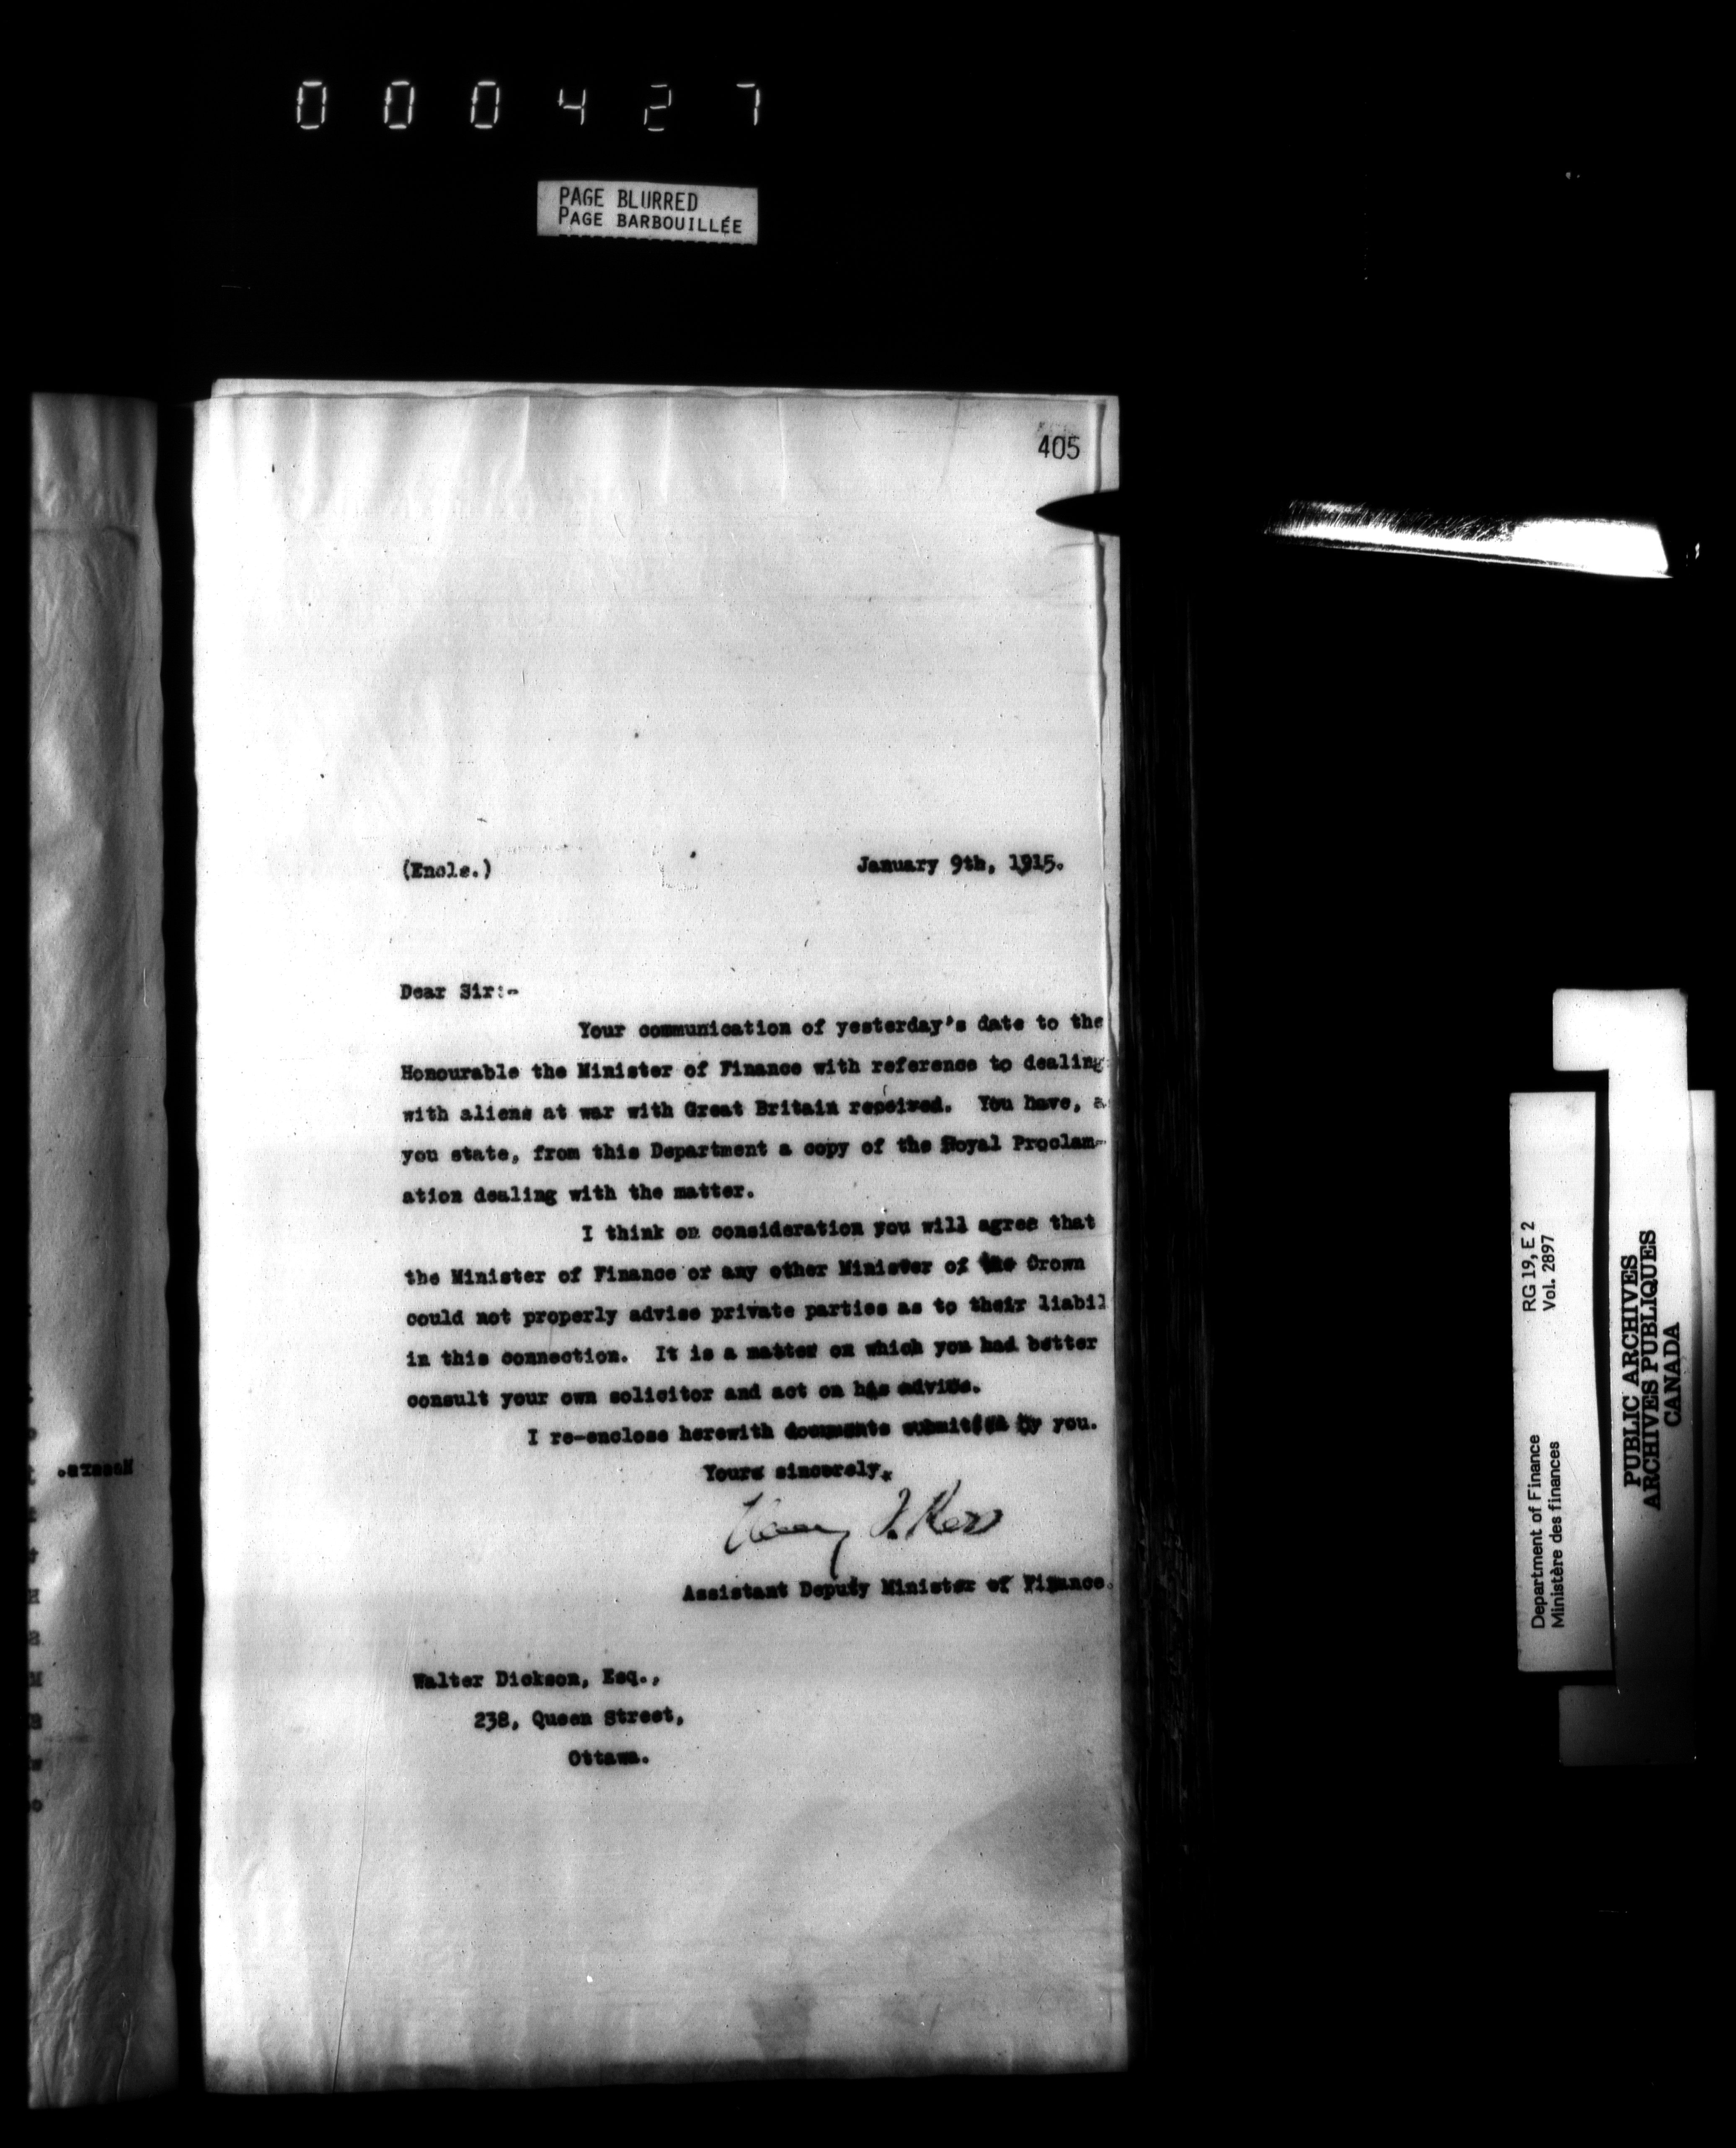 000427
PAGE BLURRED
PAGE BARBOUILLÉE
405
(Encls.) January 9th, 1915.
Dear Sir:-
Your communication of yesterday's date to the
Honourable the Minister of Finance with reference to dealing
with aliens at war with Great Britain received. You have, a
you state, from this Department a copy of the Royal Proclam-
ation dealing with the matter.
I think on consideration you will agree that
the Minister of Finance or any other Minister of the Crown
could not properly advise private parties as to their liabil
in this connection. It is a matter on which you had better
consult your own solicitor and act on his advice.
I re-enclose herewith documents submitted by you.
Yours sincerely,
Assistant Deputy Minister of Finance.
Walter Dickson, Esq.,
238, Queen Street,
Ottawa.
Messrs.
Department of Finance RG 19, E 2
Ministère des finances Vol. 2897
PUBLIC ARCHIVES
ARCHIVES PUBLIQUES
CANADA